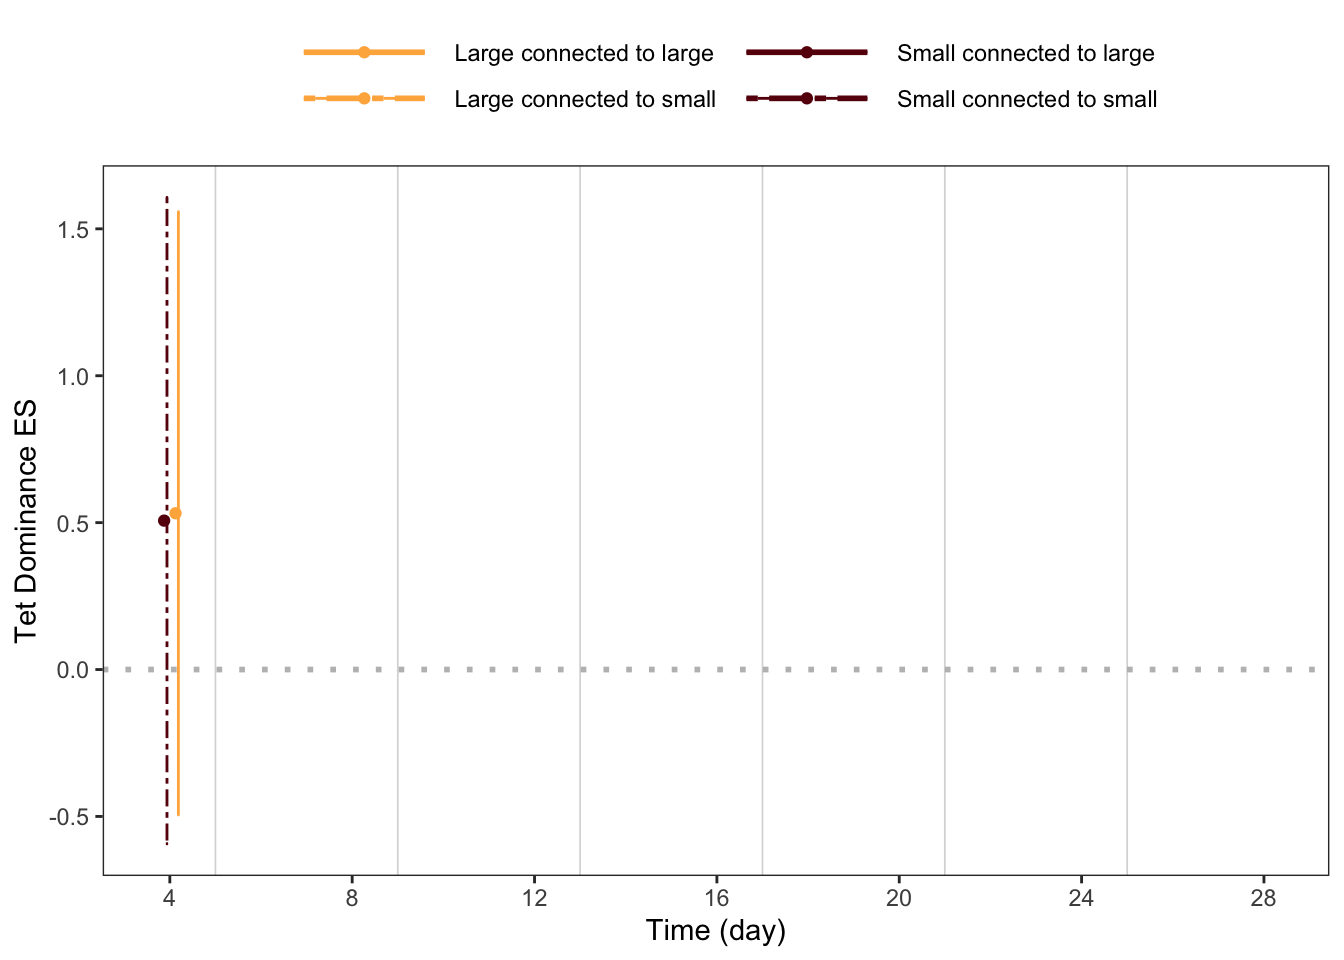 Large connected to large
Small connected to large
Large connected to small
Small connected to small
Tet Dominance ES
1.5
1.0
0.5
0.0
-0.5
4 8 12 16 20 24 28
Time (day)